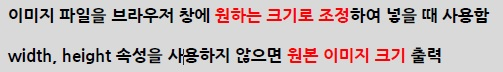 이미지 파일을 브라우저 창에 원하는 크기로 조정하여 넣을 때 사용함
width, height 속성을 사용하지 않으면 원본 이미지 크기 출력